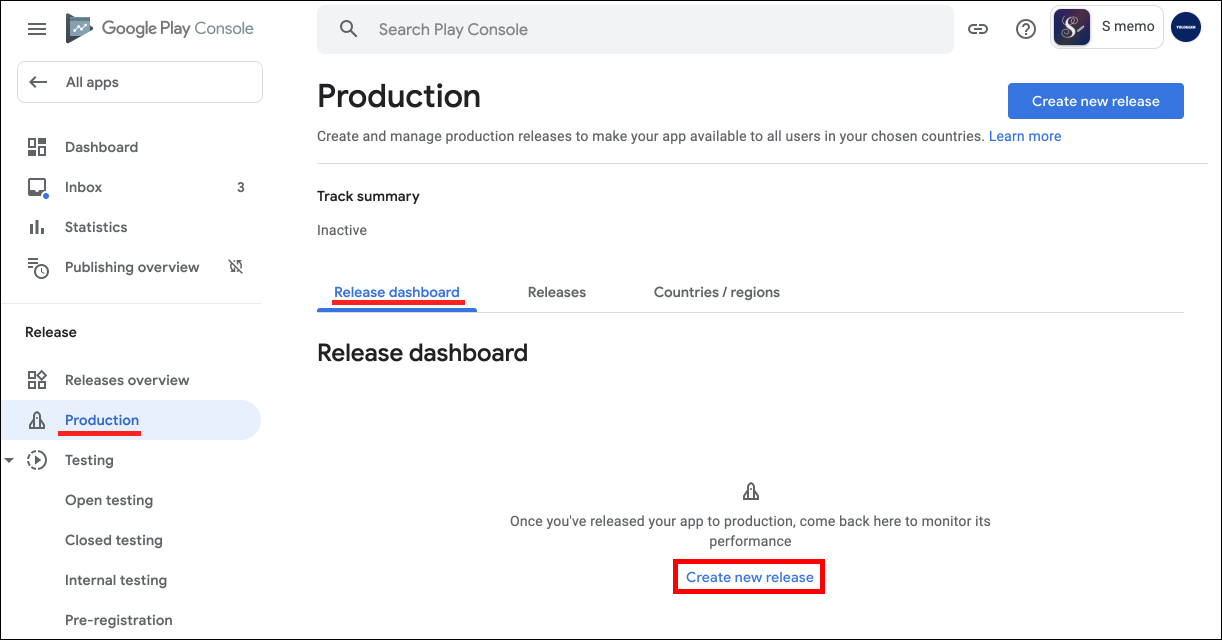 Google Play Console
Search Play Console
S memo
All apps
Dashboard
Inbox 3
Statistics
Publishing overview
Release
Releases overview
Production
Testing
Open testing
Closed testing
Internal testing
Pre-registration
Production
Create new release
Create and manage production releases to make your app available to all users in your chosen countries. Learn more
Track summary
Inactive
Release dashboard
Releases
Countries / regions
Release dashboard
Once you've released your app to production, come back here to monitor its
performance
Create new release